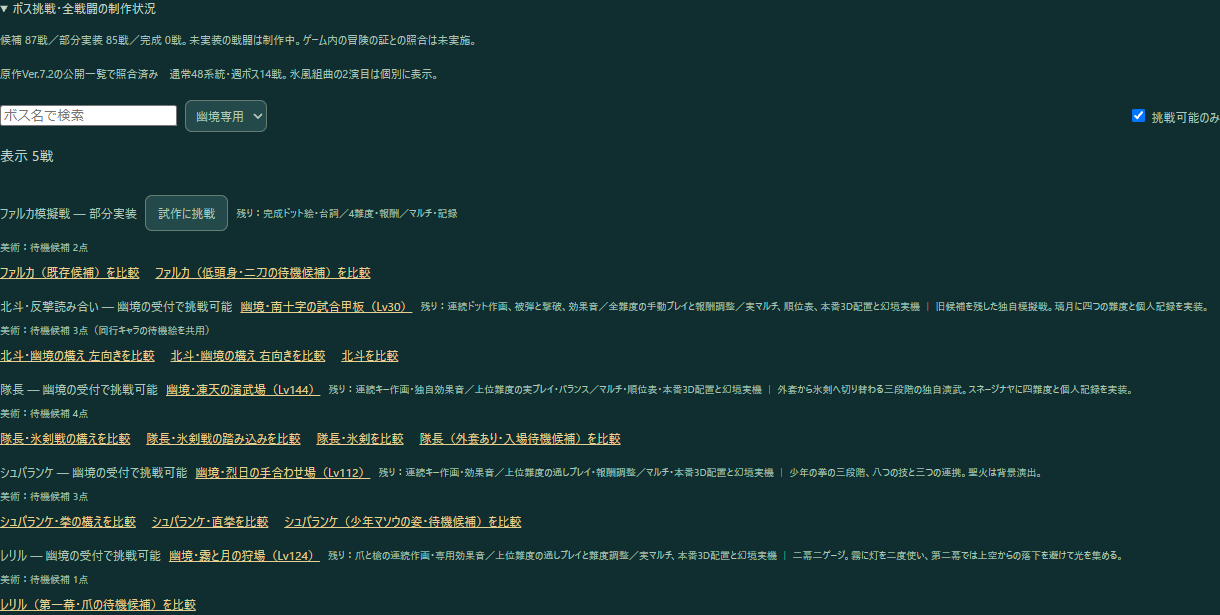 ▼ ボス挑戦・全戦闘の制作状況
候補 87戦／部分実装 85戦／完成 0戦。未実装の戦闘は制作中。ゲーム内の冒険の証との照合は未実施。
原作Ver.7.2の公開一覧で照合済み　通常48系統・週ボス14戦。氷風組曲の2演目は個別に表示。
ボス名で検索 幽境専用 挑戦可能のみ
表示 5戦
ファルカ模擬戦 — 部分実装 試作に挑戦 残り：完成ドット絵・台詞／4難度・報酬／マルチ・記録
美術：待機候補 2点
ファルカ（既存候補）を比較 ファルカ（低頭身・二刀の待機候補）を比較
北斗・反撃読み合い — 幽境の受付で挑戦可能 幽境・南十字の試合甲板（Lv30） 残り：連続ドット作画、被弾と撃破、効果音／全難度の手動プレイと報酬調整／実マルチ、順位表、本番3D配置と幻境実機 | 旧候補を残した独自模擬戦。璃月に四つの難度と個人記録を実装。
美術：待機候補 3点（同行キャラの待機絵を共用）
北斗・幽境の構え 左向きを比較 北斗・幽境の構え 右向きを比較 北斗を比較
隊長 — 幽境の受付で挑戦可能 幽境・凍天の演武場（Lv144） 残り：連続キー作画・独自効果音／上位難度の実プレイ・バランス／マルチ・順位表・本番3D配置と幻境実機 | 外套から氷剣へ切り替わる三段階の独自演武。スネージナヤに四難度と個人記録を実装。
美術：待機候補 4点
隊長・氷剣戦の構えを比較 隊長・氷剣戦の踏み込みを比較 隊長・氷剣を比較 隊長（外套あり・入場待機候補）を比較
シュバランケ — 幽境の受付で挑戦可能 幽境・烈日の手合わせ場（Lv112） 残り：連続キー作画・効果音／上位難度の通しプレイ・報酬調整／マルチ・本番3D配置と幻境実機 | 少年の拳の三段階、八つの技と三つの連携。聖火は背景演出。
美術：待機候補 3点
シュバランケ・拳の構えを比較 シュバランケ・直拳を比較 シュバランケ（少年マソウの姿・待機候補）を比較
レリル — 幽境の受付で挑戦可能 幽境・霧と月の狩場（Lv124） 残り：爪と槍の連続作画・専用効果音／上位難度の通しプレイと難度調整／実マルチ、本番3D配置と幻境実機 | 二幕二ゲージ。霧に灯を二度使い、第二幕では上空からの落下を避けて光を集める。
美術：待機候補 1点
レリル（第一幕・爪の待機候補）を比較